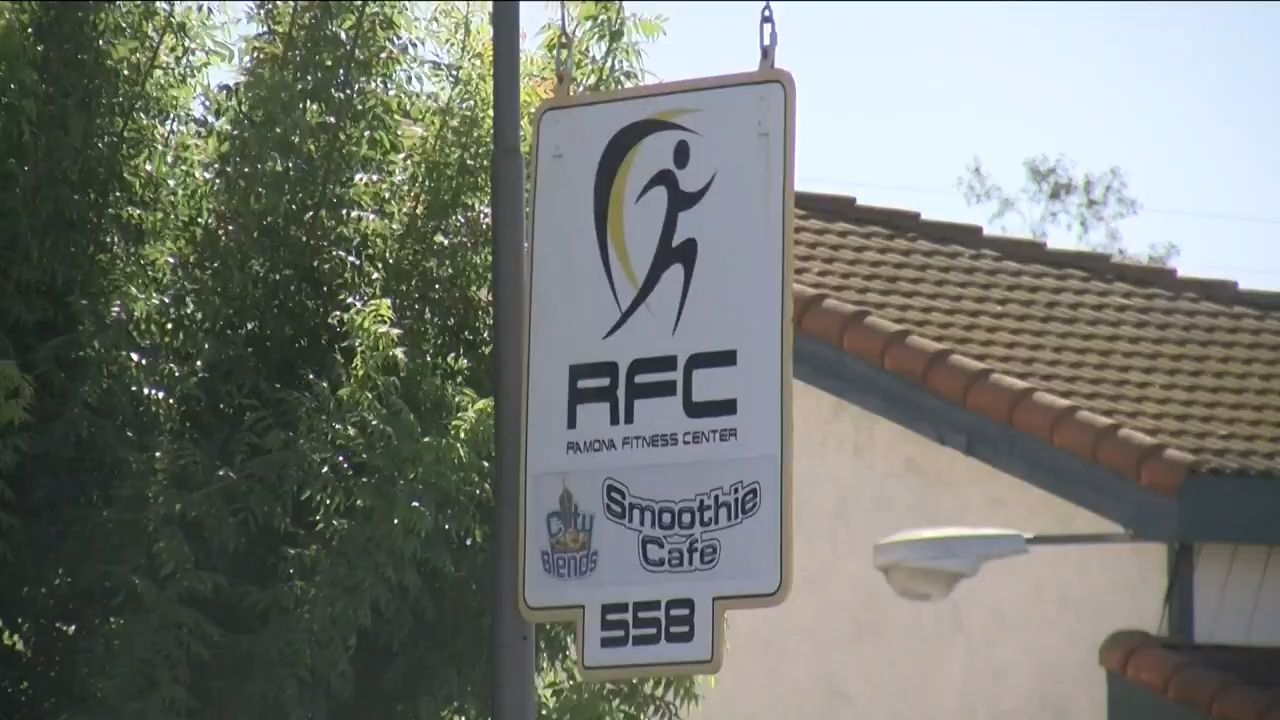 RFC
RAMONA FITNESS CENTER
City
Blends
Smoothie
Cafe
558